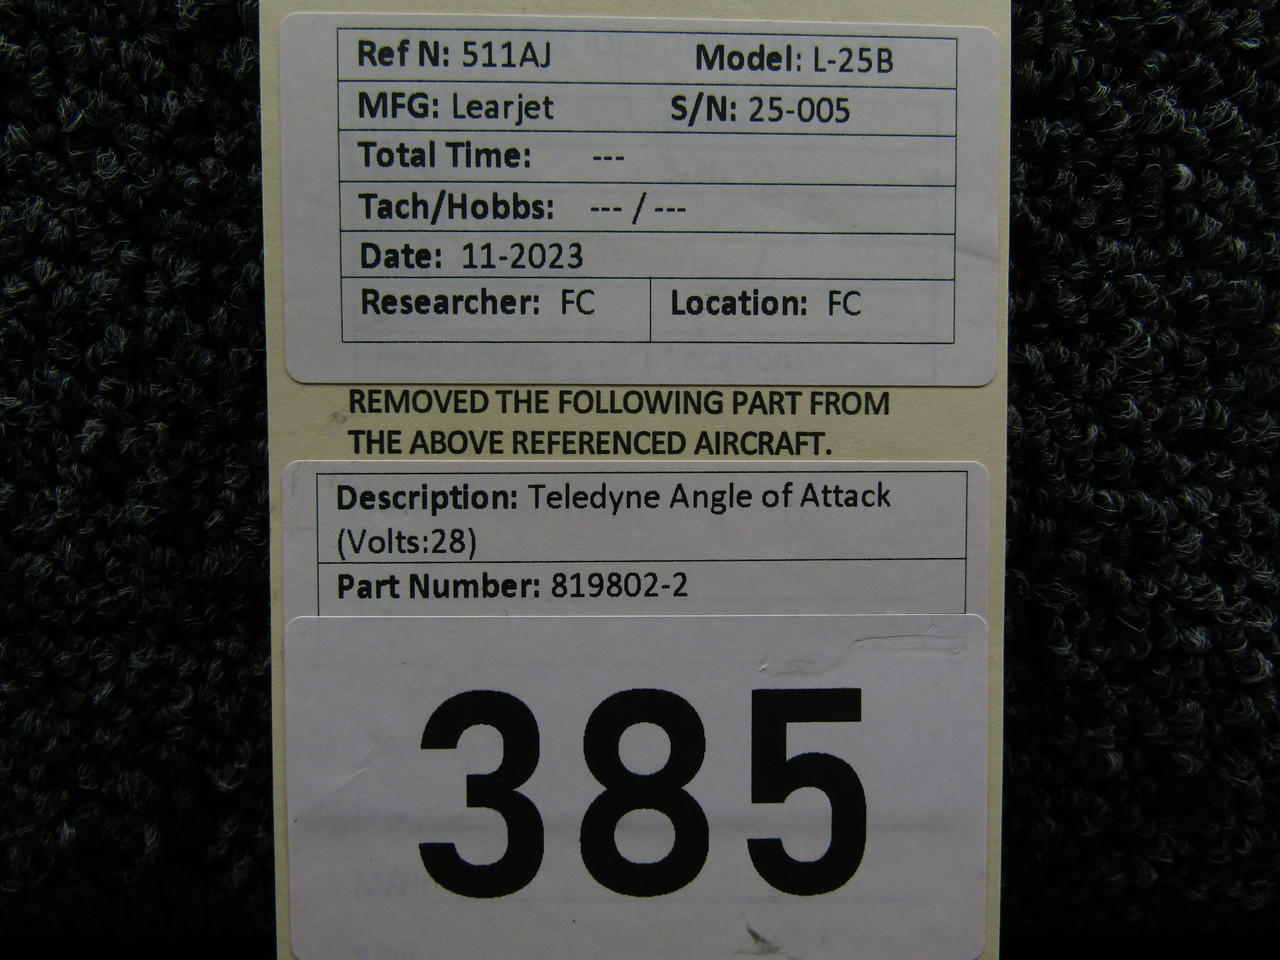 Ref N: 511AJ Model: L-25B
MFG: Learjet S/N: 25-005
Total Time: ---
Tach/Hobbs: --- / ---
Date: 11-2023
Researcher: FC Location: FC
REMOVED THE FOLLOWING PART FROM
THE ABOVE REFERENCED AIRCRAFT.
Description: Teledyne Angle of Attack
(Volts:28)
Part Number: 819802-2
385